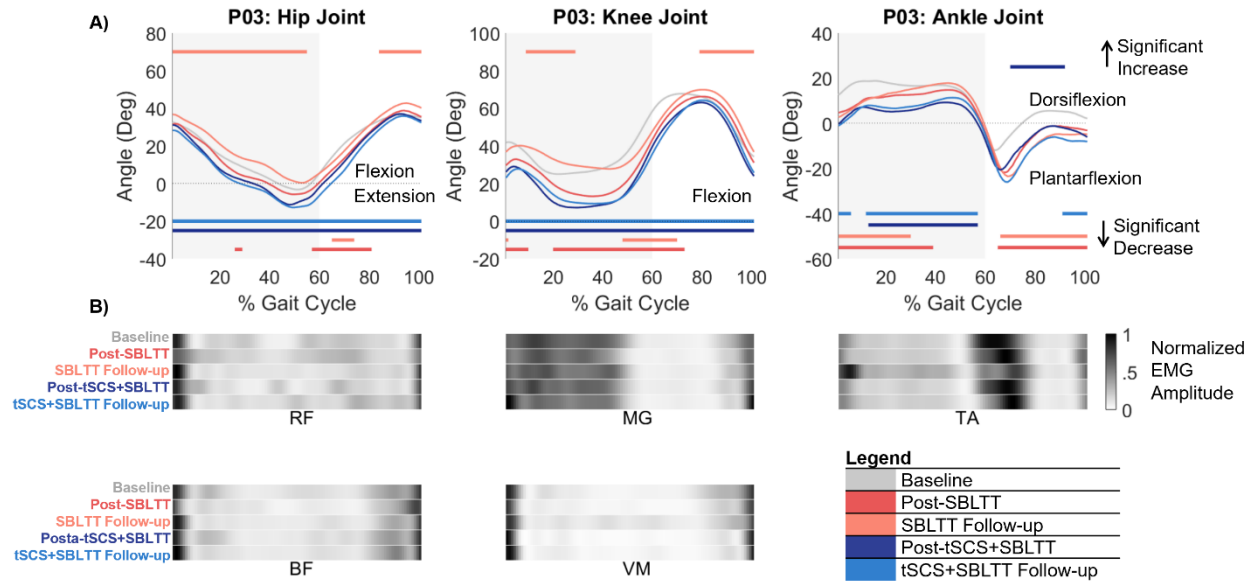 A)
P03: Hip Joint
P03: Knee Joint
P03: Ankle Joint
Angle (Deg)
80
60
40
20
0
-20
-40
Flexion
Extension
0 20 40 60 80 100
% Gait Cycle
Angle (Deg)
100
80
60
40
20
0
-20
Flexion
0 20 40 60 80 100
% Gait Cycle
Angle (Deg)
40
20
0
-20
-40
-60
Dorsiflexion
Plantarflexion
0 20 40 60 80 100
% Gait Cycle
Significant
Increase
Significant
Decrease
B)
Baseline
Post-SBLTT
SBLTT Follow-up
Post-tSCS+SBLTT
tSCS+SBLTT Follow-up
RF
MG
TA
1
.5
0
Normalized
EMG
Amplitude
Baseline
Post-SBLTT
SBLTT Follow-up
Posta-tSCS+SBLTT
tSCS+SBLTT Follow-up
BF
VM
Legend
Baseline
Post-SBLTT
SBLTT Follow-up
Post-tSCS+SBLTT
tSCS+SBLTT Follow-up